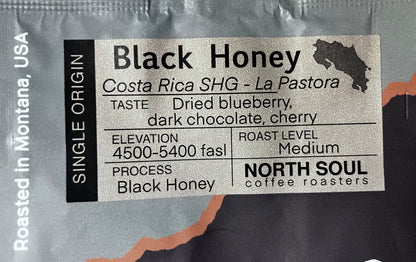 Roasted in Montana, USA
SINGLE ORIGIN
Black Honey
Costa Rica SHG - La Pastora
TASTE Dried blueberry,
dark chocolate, cherry
ELEVATION
4500-5400 fasl
ROAST LEVEL
Medium
PROCESS
Black Honey
NORTH SOUL
coffee roasters